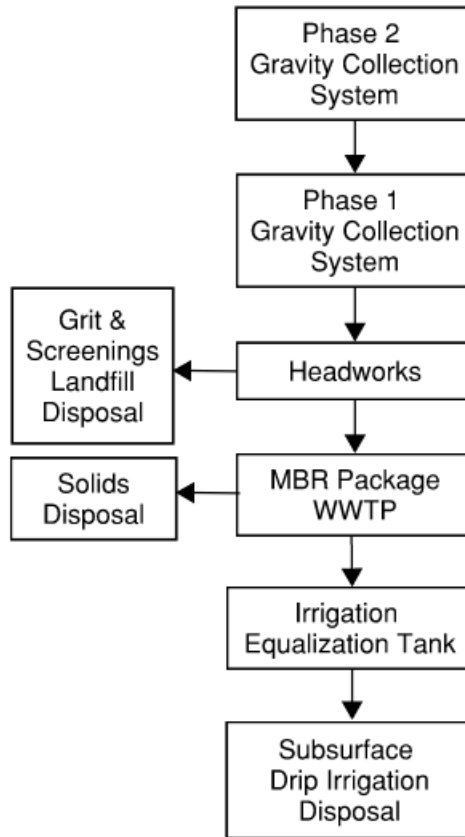 Phase 2
Gravity Collection
System
Phase 1
Gravity Collection
System
Grit &
Screenings
Landfill
Disposal
Headworks
Solids
Disposal
MBR Package
WWTP
Irrigation
Equalization Tank
Subsurface
Drip Irrigation
Disposal